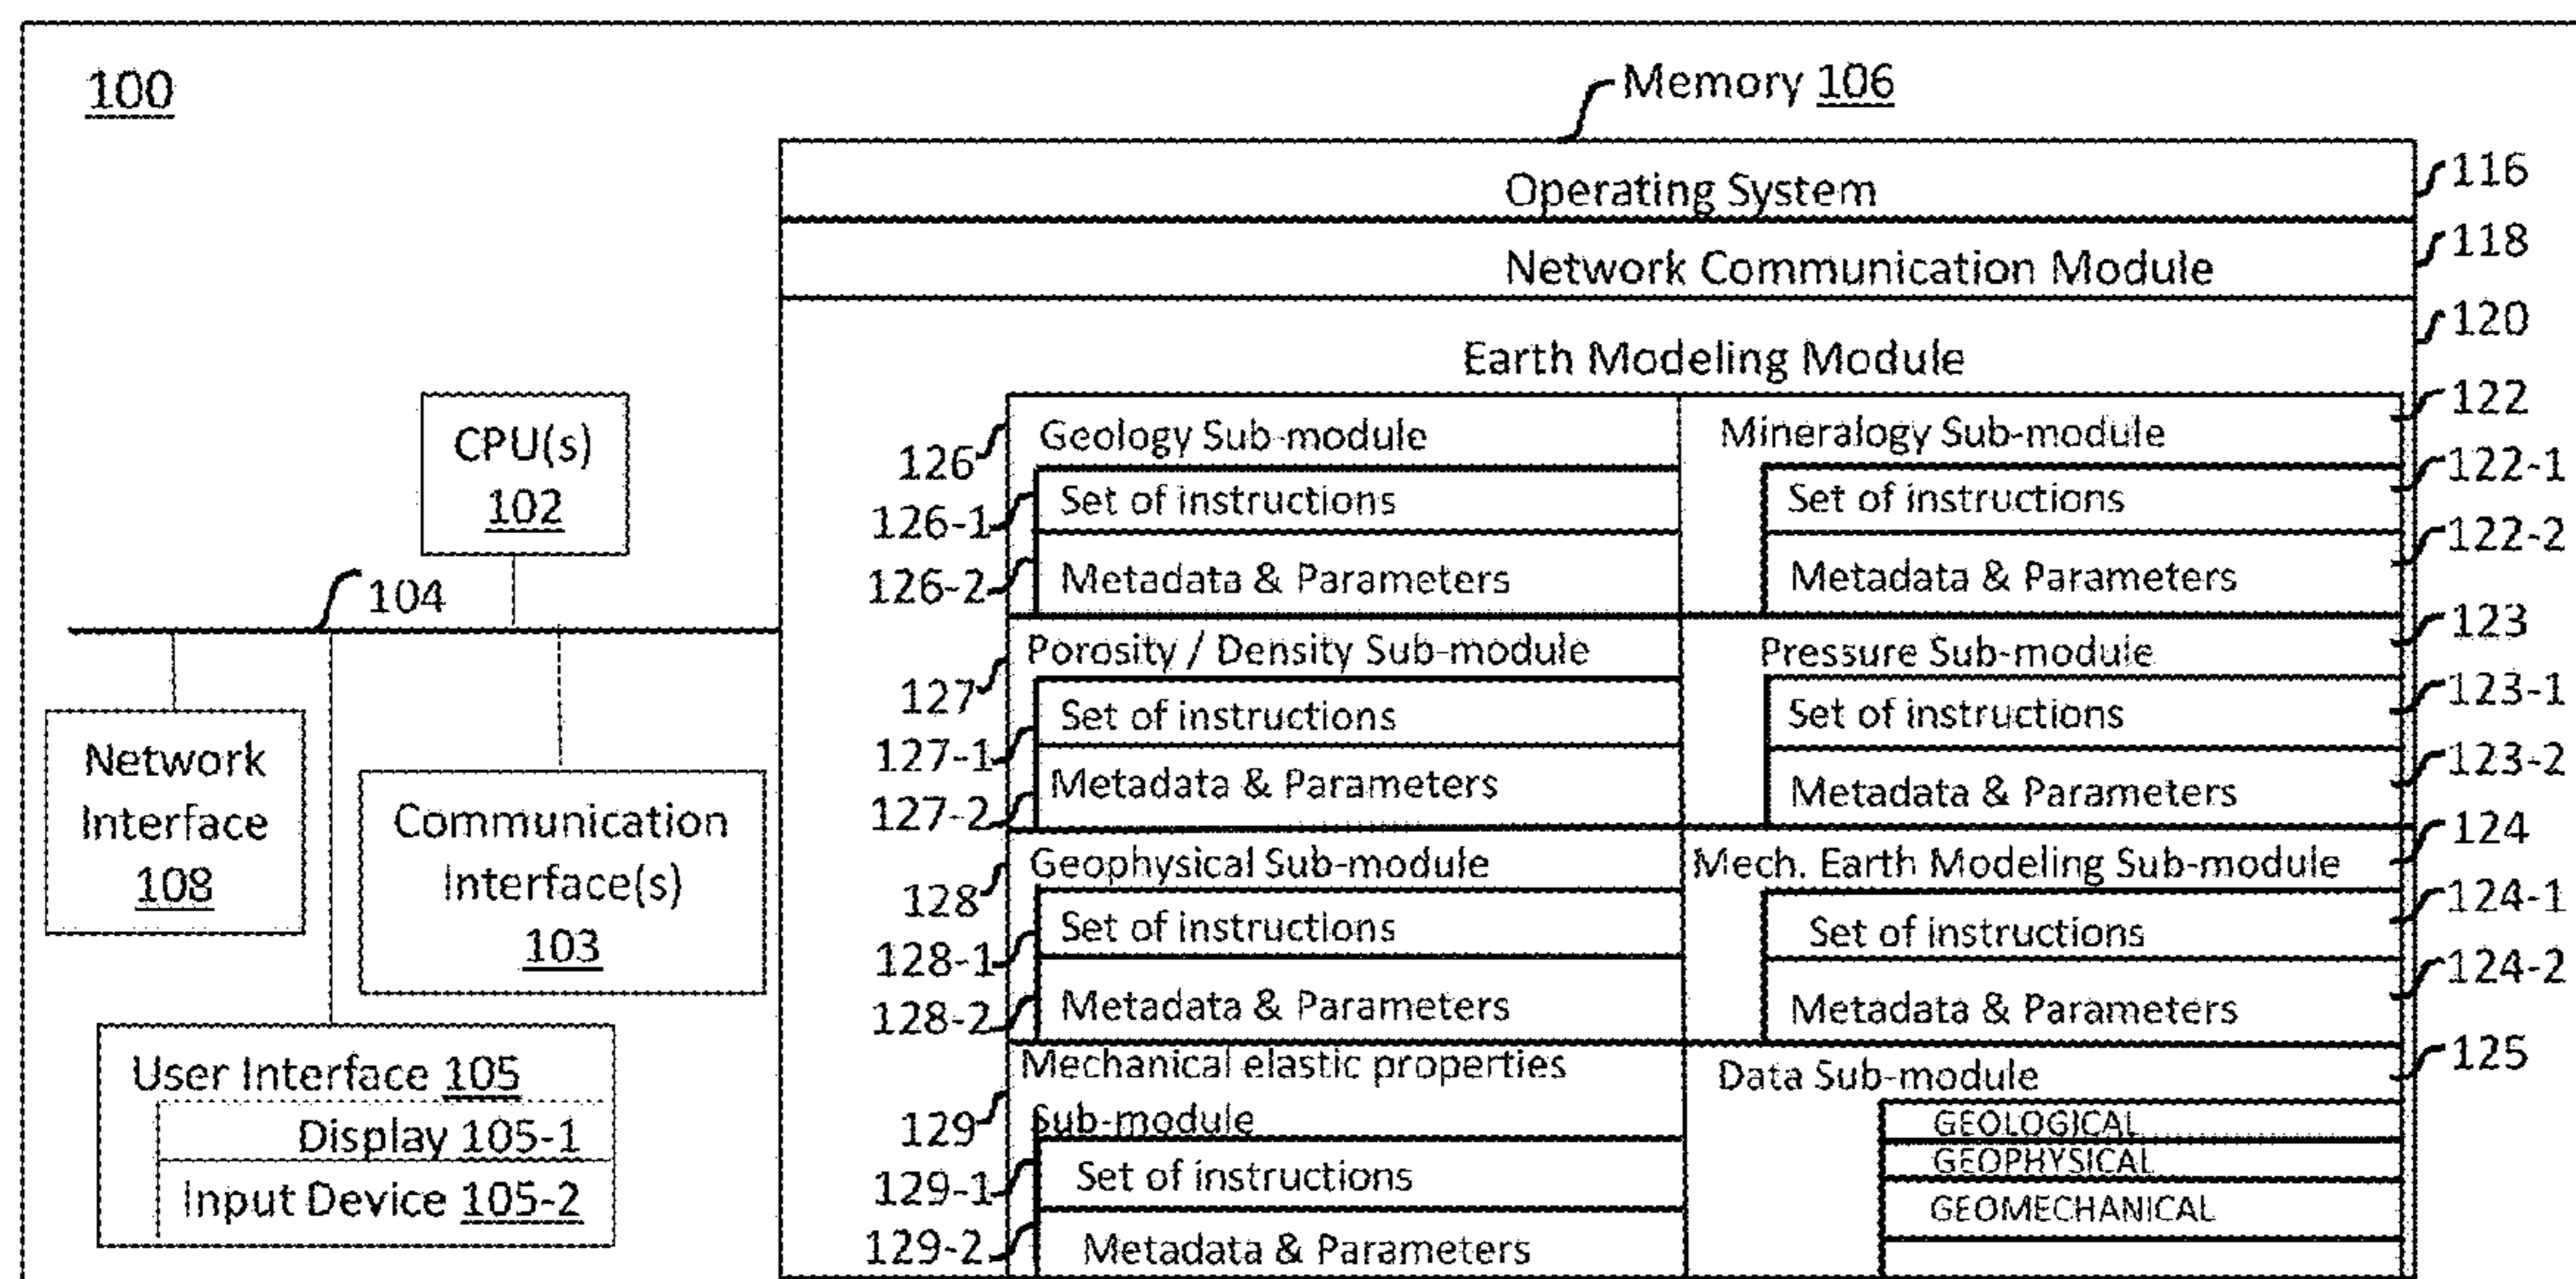 100
Memory 106
Operating System
116
Network Communication Module
118
Earth Modeling Module
120
CPU(s)
102
104
Network
Interface
108
Communication
Interface(s)
103
User Interface 105
Display 105-1
Input Device 105-2
Geology Sub-module
126
Set of instructions
126-1
Metadata & Parameters
126-2
Mineralogy Sub-module
122
Set of instructions
122-1
Metadata & Parameters
122-2
Porosity / Density Sub-module
127
Set of instructions
127-1
Metadata & Parameters
127-2
Pressure Sub-module
123
Set of instructions
123-1
Metadata & Parameters
123-2
Geophysical Sub-module
128
Set of instructions
128-1
Metadata & Parameters
128-2
Mech. Earth Modeling Sub-module
124
Set of instructions
124-1
Metadata & Parameters
124-2
Mechanical elastic properties
Sub-module
129
Set of instructions
129-1
Metadata & Parameters
129-2
Data Sub-module
125
GEOLOGICAL
GEOPHYSICAL
GEOMECHANICAL